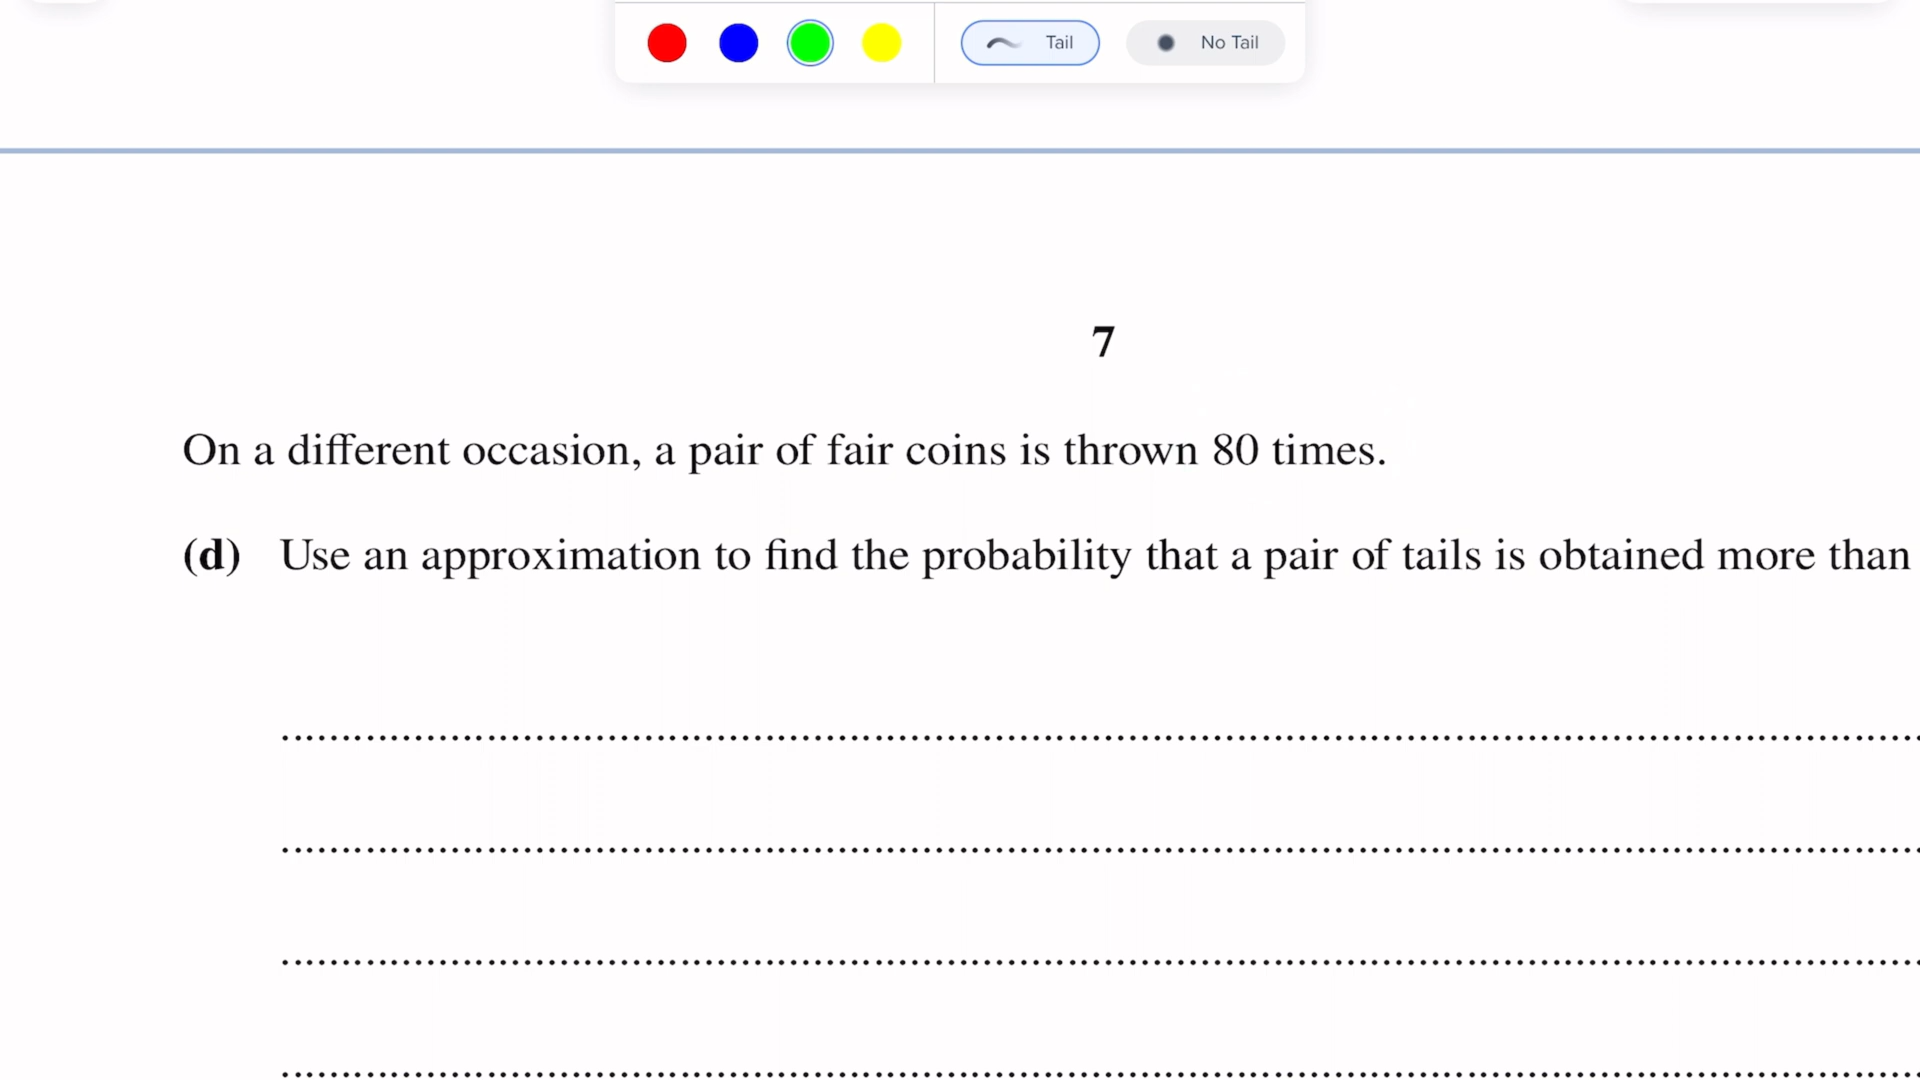 Tail No Tail
7
On a different occasion, a pair of fair coins is thrown 80 times.
(d) Use an approximation to find the probability that a pair of tails is obtained more than